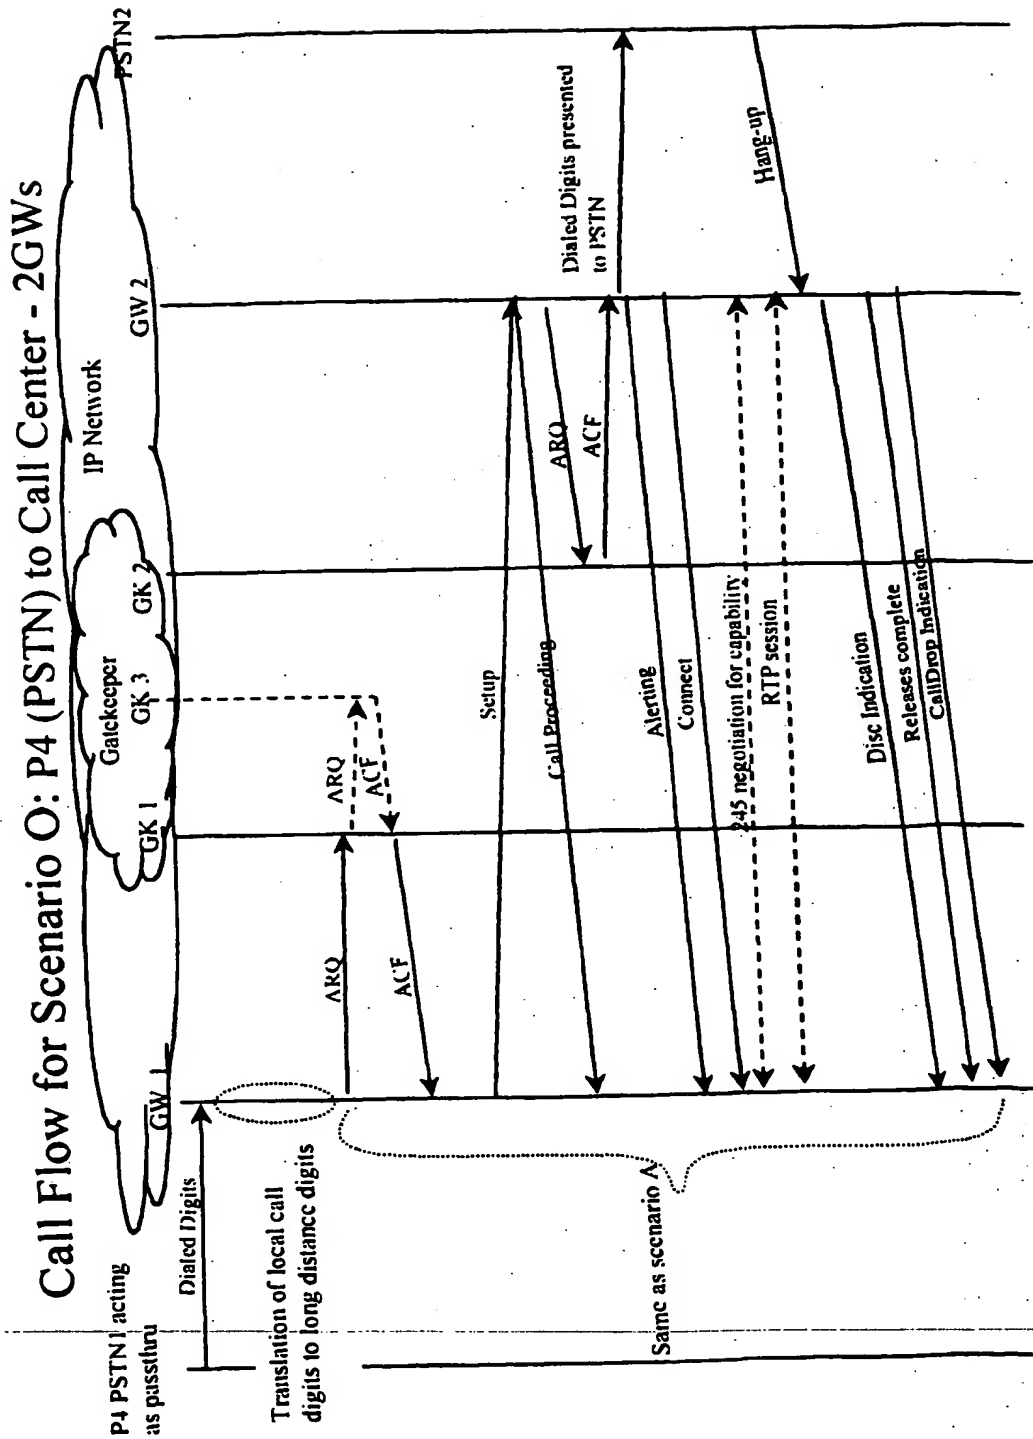 Call Flow for Scenario O: P4 (PSTN) to Call Center - 2GWs
P4 PSTN1 acting
as passthru
GW 1
GK 1
Gatekeeper
GK 3
GK 2
IP Network
GW 2
PSTN2
Dialed Digits
Translation of local call
digits to long distance digits
ARQ
ARQ
ACF
ACF
Setup
Call Proceeding
ARQ
ACF
Dialed Digits presented
to PSTN
Alerting
Connect
245 negotiation for capability
RTP session
Hang-up
Disc Indication
Releases complete
CallDrop Indication
Same as scenario A